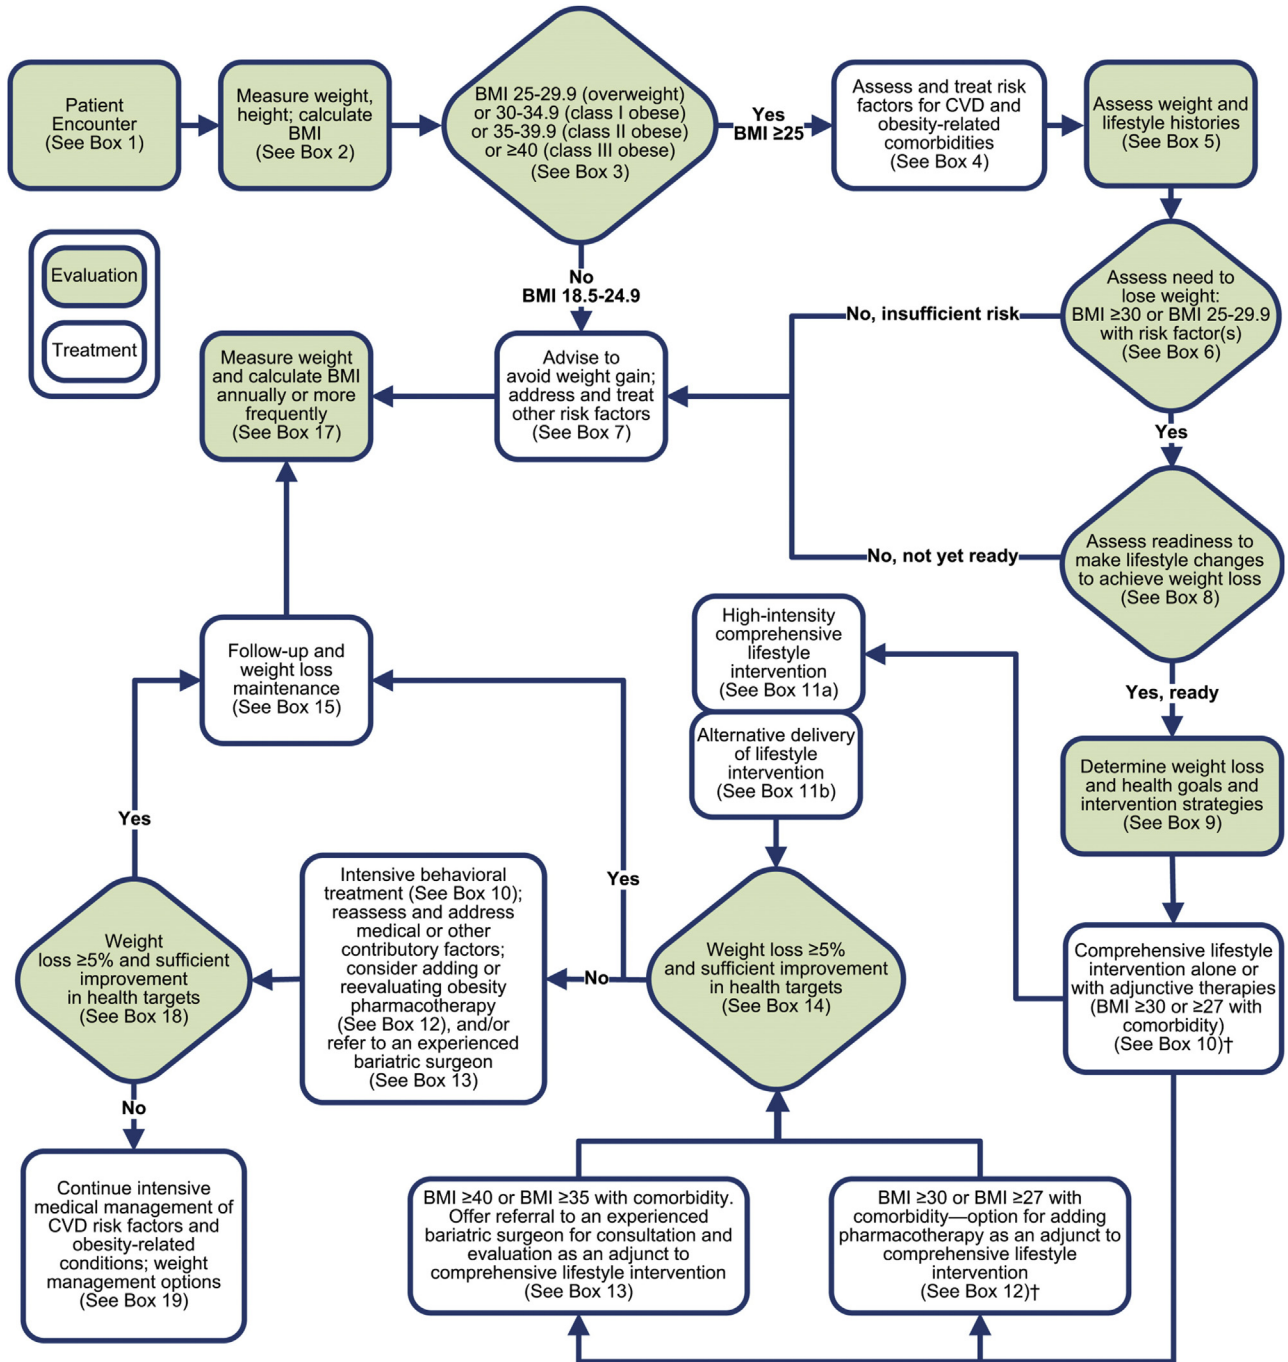 Patient
Encounter
(See Box 1)
Measure weight,
height; calculate
BMI
(See Box 2)
BMI 25-29.9 (overweight)
or 30-34.9 (class I obese)
or 35-39.9 (class II obese)
or ≥40 (class III obese)
(See Box 3)
Yes
BMI ≥25
Assess and treat risk
factors for CVD and
obesity-related
comorbidities
(See Box 4)
Assess weight and
lifestyle histories
(See Box 5)
Evaluation
Treatment
No
BMI 18.5-24.9
Assess need to
lose weight:
BMI ≥30 or BMI 25-29.9
with risk factor(s)
(See Box 6)
No, insufficient risk
Measure weight
and calculate BMI
annually or more
frequently
(See Box 17)
Advise to
avoid weight gain;
address and treat
other risk factors
(See Box 7)
Yes
No, not yet ready
Assess readiness to
make lifestyle changes
to achieve weight loss
(See Box 8)
High-intensity
comprehensive
lifestyle
intervention
(See Box 11a)
Follow-up and
weight loss
maintenance
(See Box 15)
Yes, ready
Alternative delivery
of lifestyle
intervention
(See Box 11b)
Determine weight loss
and health goals and
intervention strategies
(See Box 9)
Yes
Yes
Weight
loss ≥5% and sufficient
improvement
in health targets
(See Box 18)
Intensive behavioral
treatment (See Box 10);
reassess and address
medical or other
contributory factors;
consider adding or
reevaluating obesity
pharmacotherapy
(See Box 12), and/or
refer to an experienced
bariatric surgeon
(See Box 13)
No
Weight loss ≥5%
and sufficient improvement
in health targets
(See Box 14)
Comprehensive lifestyle
intervention alone or
with adjunctive therapies
(BMI ≥30 or ≥27 with
comorbidity)
(See Box 10)†
No
Continue intensive
medical management of
CVD risk factors and
obesity-related
conditions; weight
management options
(See Box 19)
BMI ≥40 or BMI ≥35 with comorbidity.
Offer referral to an experienced
bariatric surgeon for consultation and
evaluation as an adjunct to
comprehensive lifestyle intervention
(See Box 13)
BMI ≥30 or BMI ≥27 with
comorbidity—option for adding
pharmacotherapy as an adjunct to
comprehensive lifestyle
intervention
(See Box 12)†